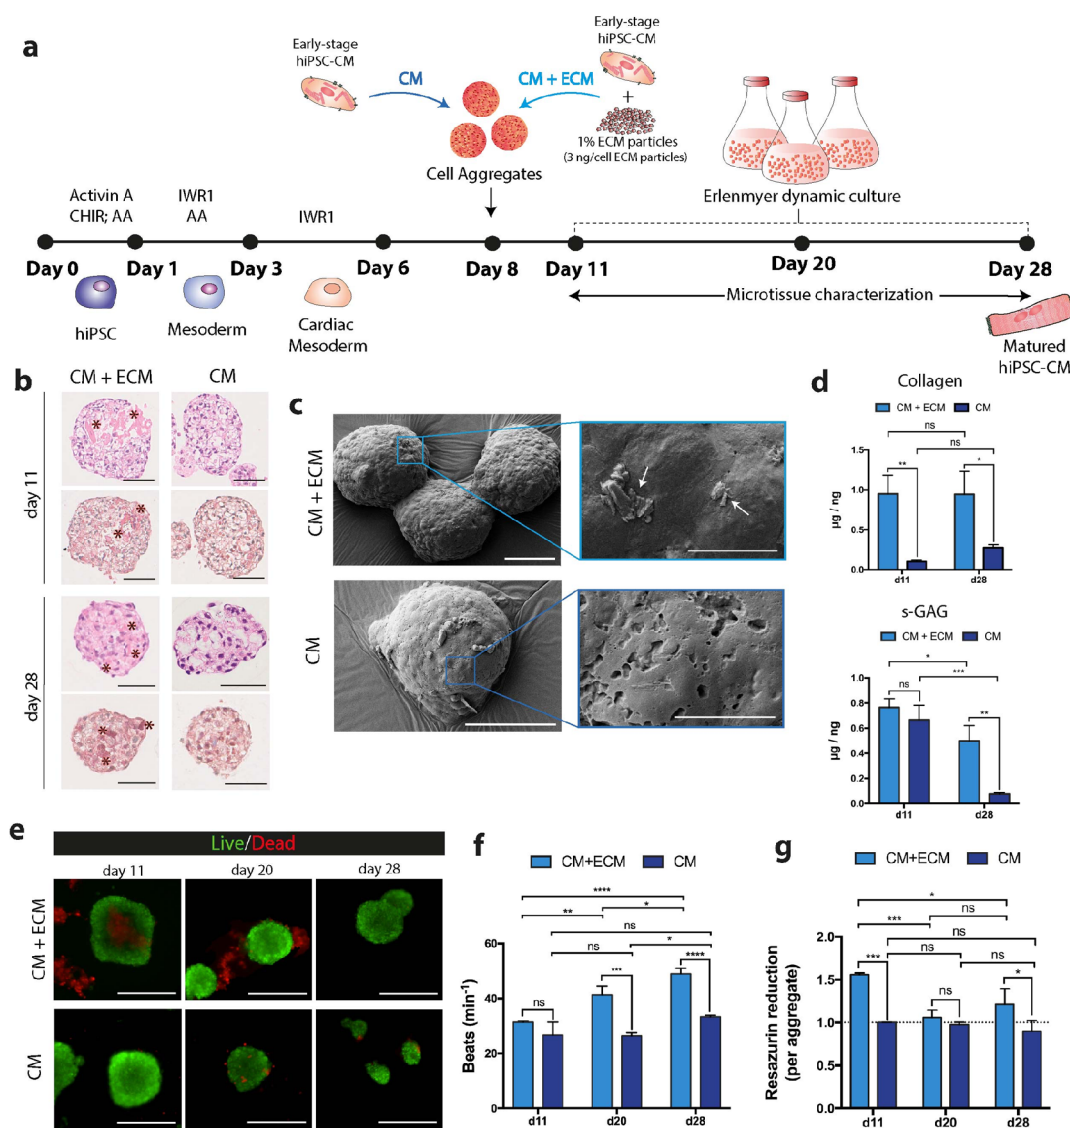 a
Early-stage
hiPSC-CM
CM
CM + ECM
Early-stage
hiPSC-CM
+
1% ECM particles
(3 ng/cell ECM particles)
Cell Aggregates
Erlenmyer dynamic culture
Activin A
CHIR; AA
IWR1
AA
IWR1
Day 0
Day 1
Day 3
Day 6
Day 8
Day 11
Day 20
Day 28
Microtissue characterization
hiPSC
Mesoderm
Cardiac
Mesoderm
Matured
hiPSC-CM
b
CM + ECM
CM
day 11
day 28
* *
* *
* * *
* * *
c
CM + ECM
CM
d
Collagen
CM + ECM
CM
ns
ns
**
*
1.5
1.0
0.5
0.0
µg / ng
d11
d28
s-GAG
CM + ECM
CM
*
***
ns
**
1.0
0.8
0.6
0.4
0.2
0.0
µg / ng
d11
d28
e
Live/Dead
day 11
day 20
day 28
CM + ECM
CM
f
CM+ECM
CM
****
**
*
ns
ns
*
ns
***
****
60
40
20
0
Beats (min-1)
d11
d20
d28
g
CM+ECM
CM
*
***
ns
ns
ns
ns
***
ns
*
2.0
1.5
1.0
0.5
0.0
Resazurin reduction
(per aggregate)
d11
d20
d28